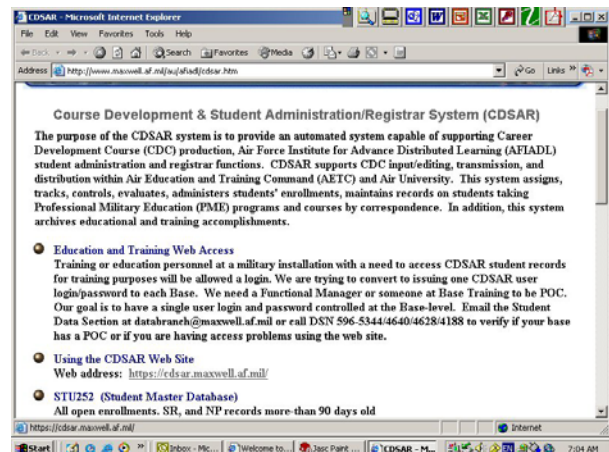 CDSAR - Microsoft Internet Explorer
File Edit View Favorites Tools Help
Back Search Favorites Media
Address http://www.maxwell.af.mil/au/afiadl/cdsar.htm Go Links
Course Development & Student Administration/Registrar System (CDSAR)
The purpose of the CDSAR system is to provide an automated system capable of supporting Career
Development Course (CDC) production, Air Force Institute for Advance Distributed Learning (AFIADL)
student administration and registrar functions. CDSAR supports CDC input/editing, transmission, and
distribution within Air Education and Training Command (AETC) and Air University. This system assigns,
tracks, controls, evaluates, administers students' enrollments, maintains records on students taking
Professional Military Education (PME) programs and courses by correspondence. In addition, this system
archives educational and training accomplishments.
Education and Training Web Access
Training or education personnel at a military installation with a need to access CDSAR student records
for training purposes will be allowed a login. We are trying to convert to issuing one CDSAR user
login/password to each Base. We need a Functional Manager or someone at Base Training to be POC.
Our goal is to have a single user login and password controlled at the Base-level. Email the Student
Data Section at databranch@maxwell.af.mil or call DSN 596-5344/4640/4628/4188 to verify if your base
has a POC or if you are having access problems using the web site.
Using the CDSAR Web Site
Web address: https://cdsar.maxwell.af.mil/
STU252 (Student Master Database)
All open enrollments. SR, and NP records more-than 90 days old
https://cdsar.maxwell.af.mil/ Internet
Start Inbox - Mic... Welcome to... Jasc Paint ... CDSAR - M... 7:04 AM